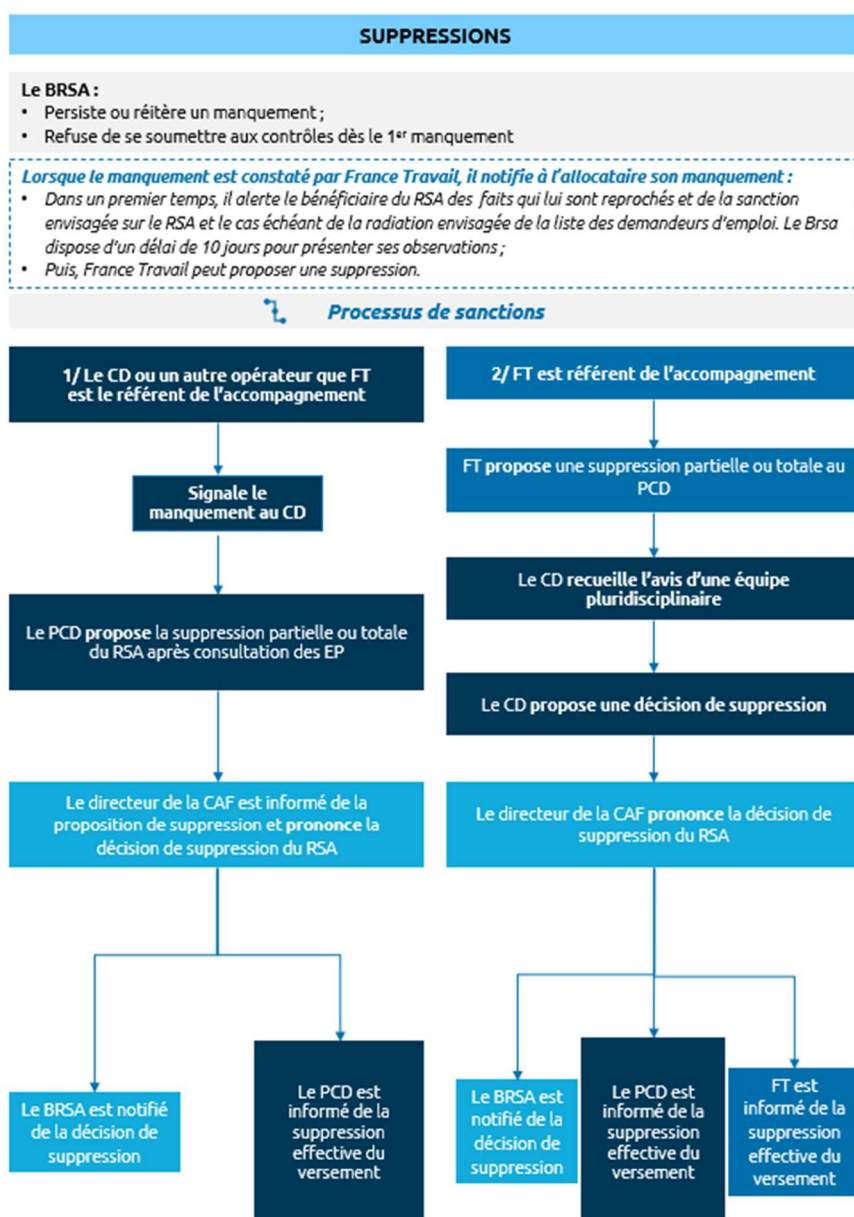 SUPPRESSIONS
Le BRSA :
• Persiste ou réitère un manquement ;
• Refuse de se soumettre aux contrôles dès le 1er manquement
Lorsque le manquement est constaté par France Travail, il notifie à l'allocataire son manquement :
• Dans un premier temps, il alerte le bénéficiaire du RSA des faits qui lui sont reprochés et de la sanction
envisagée sur le RSA et le cas échéant de la radiation envisagée de la liste des demandeurs d'emploi. Le Brsa
dispose d'un délai de 10 jours pour présenter ses observations ;
• Puis, France Travail peut proposer une suppression.
Processus de sanctions
1/ Le CD ou un autre opérateur que FT
est le référent de l'accompagnement
Signale le
manquement au CD
Le PCD propose la suppression partielle ou totale
du RSA après consultation des EP
Le directeur de la CAF est informé de la
proposition de suppression et prononce la
décision de suppression du RSA
Le BRSA est notifié
de la décision de
suppression
Le PCD est
informé de la
suppression
effective du
versement
2/ FT est référent de l'accompagnement
FT propose une suppression partielle ou totale au
PCD
Le CD recueille l'avis d'une équipe
pluridisciplinaire
Le CD propose une décision de suppression
Le directeur de la CAF prononce la décision de
suppression du RSA
Le BRSA est
notifié de la
décision de
suppression
Le PCD est
informé de la
suppression
effective du
versement
FT est
informé de la
suppression
effective du
versement